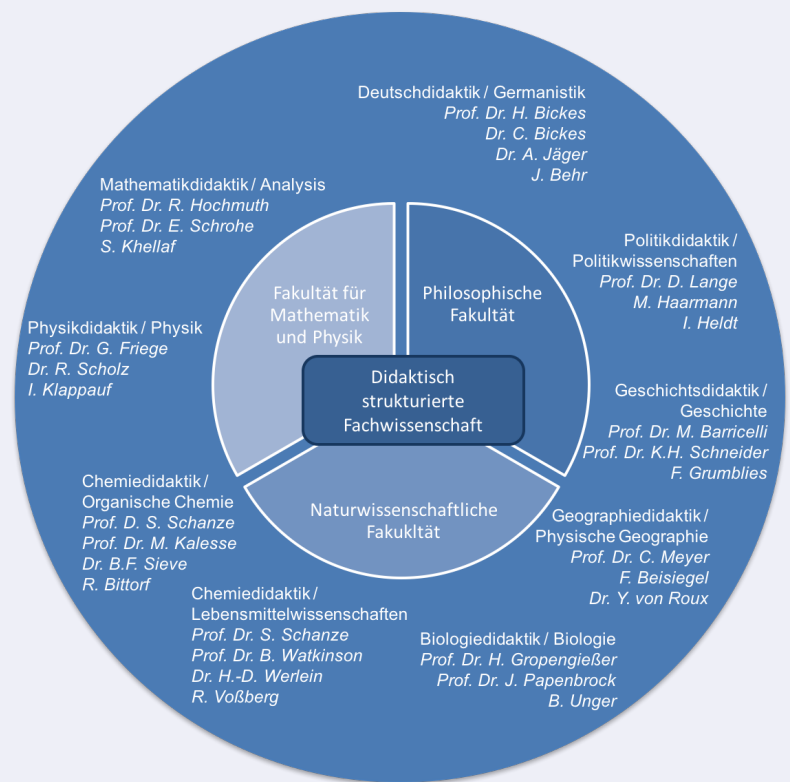 Deutschdidaktik / Germanistik
Prof. Dr. H. Bickes
Dr. C. Bickes
Dr. A. Jäger
J. Behr
Mathematikdidaktik / Analysis
Prof. Dr. R. Hochmuth
Prof. Dr. E. Schrohe
S. Khellaf
Politikdidaktik /
Politikwissenschaften
Prof. Dr. D. Lange
M. Haarmann
I. Heldt
Fakultät für
Mathematik
und Physik
Philosophische
Fakultät
Physikdidaktik / Physik
Prof. Dr. G. Friege
Dr. R. Scholz
I. Klappauf
Didaktisch
strukturierte
Fachwissenschaft
Geschichtsdidaktik /
Geschichte
Prof. Dr. M. Barricelli
Prof. Dr. K.H. Schneider
F. Grumblies
Chemiedidaktik /
Organische Chemie
Prof. D. S. Schanze
Prof. Dr. M. Kalesse
Dr. B.F. Sieve
R. Bittorf
Naturwissenschaftliche
Fakukltät
Geographiedidaktik /
Physische Geographie
Prof. Dr. C. Meyer
F. Beisiegel
Dr. Y. von Roux
Chemiedidaktik /
Lebensmittelwissenschaften
Prof. Dr. S. Schanze
Prof. Dr. B. Watkinson
Dr. H.-D. Werlein
R. Voßberg
Biologiedidaktik / Biologie
Prof. Dr. H. Gropengießer
Prof. Dr. J. Papenbrock
B. Unger